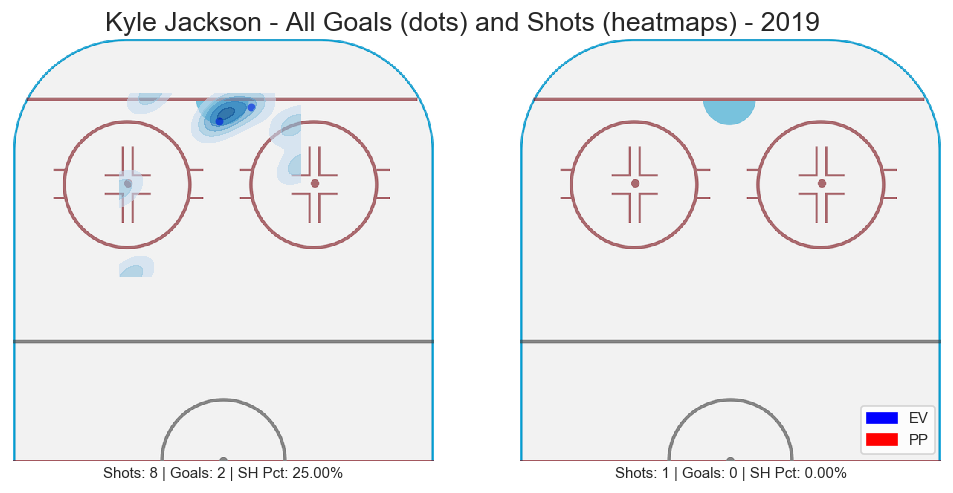 Kyle Jackson - All Goals (dots) and Shots (heatmaps) - 2019
EV
PP
Shots: 8 | Goals: 2 | SH Pct: 25.00%
Shots: 1 | Goals: 0 | SH Pct: 0.00%